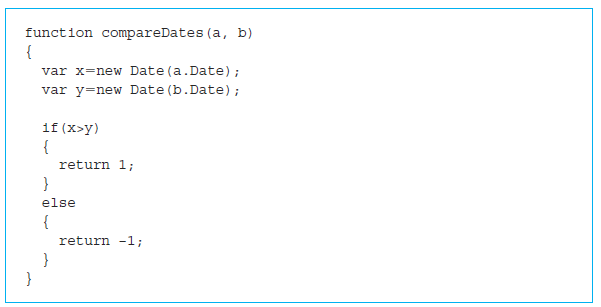 function compareDates(a, b)
{
  var x=new Date(a.Date);
  var y=new Date(b.Date);

  if(x>y)
  {
    return 1;
  }
  else
  {
    return -1;
  }
}